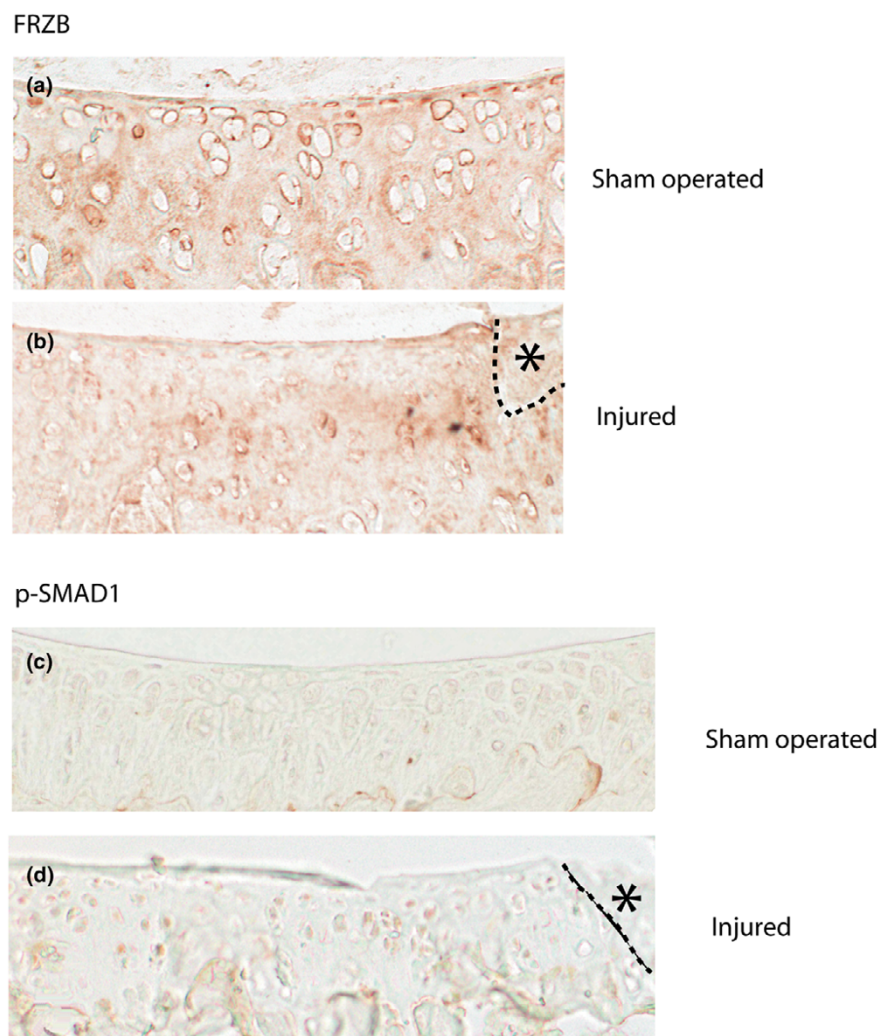 FRZB
(a)
Sham operated
(b)
*
Injured
p-SMAD1
(c)
Sham operated
(d)
*
Injured